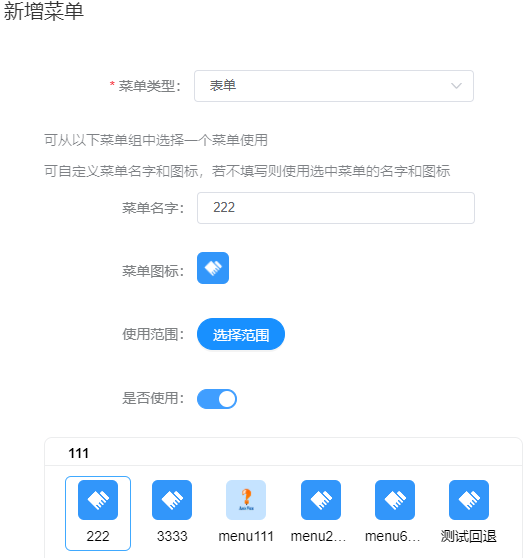 新增菜单
* 菜单类型： 表单
可从以下菜单组中选择一个菜单使用
可自定义菜单名字和图标，若不填写则使用选中菜单的名字和图标
菜单名字： 222
菜单图标：
使用范围： 选择范围
是否使用：
111
222 3333 menu111 menu2... menu6... 测试回退